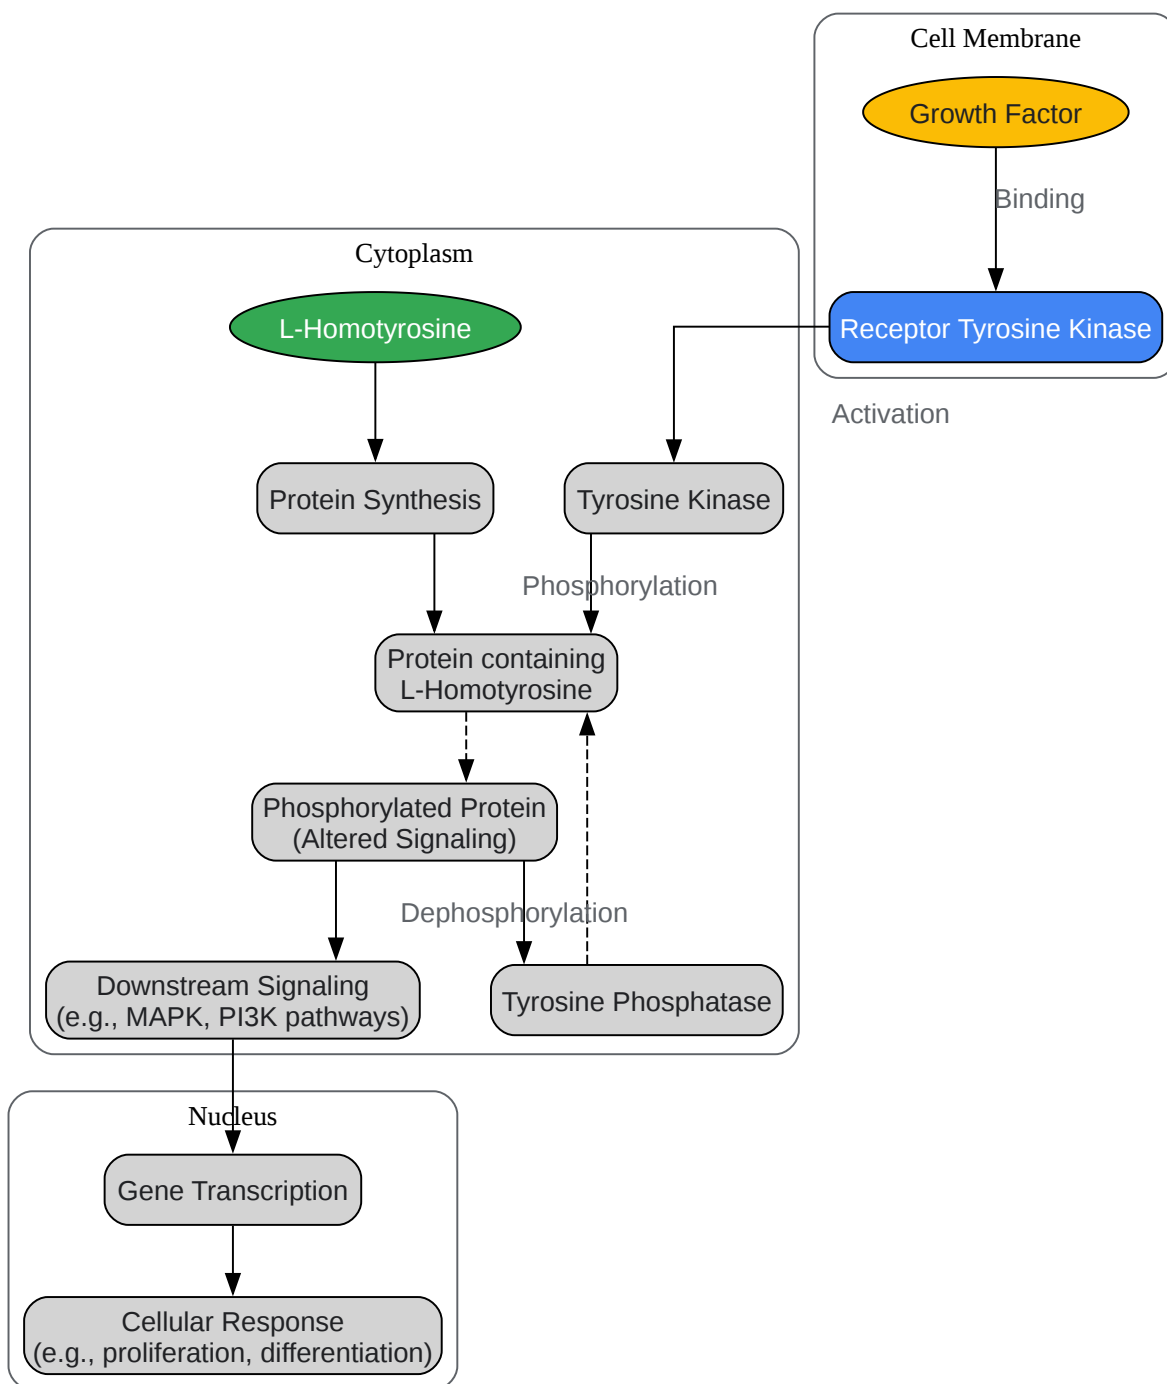 Cell Membrane
Growth Factor
Binding
Cytoplasm
L-Homotyrosine
Receptor Tyrosine Kinase
Activation
Protein Synthesis
Tyrosine Kinase
Phosphorylation
Protein containing
L-Homotyrosine
Phosphorylated Protein
(Altered Signaling)
Dephosphorylation
Downstream Signaling
(e.g., MAPK, PI3K pathways)
Tyrosine Phosphatase
Nucleus
Gene Transcription
Cellular Response
(e.g., proliferation, differentiation)